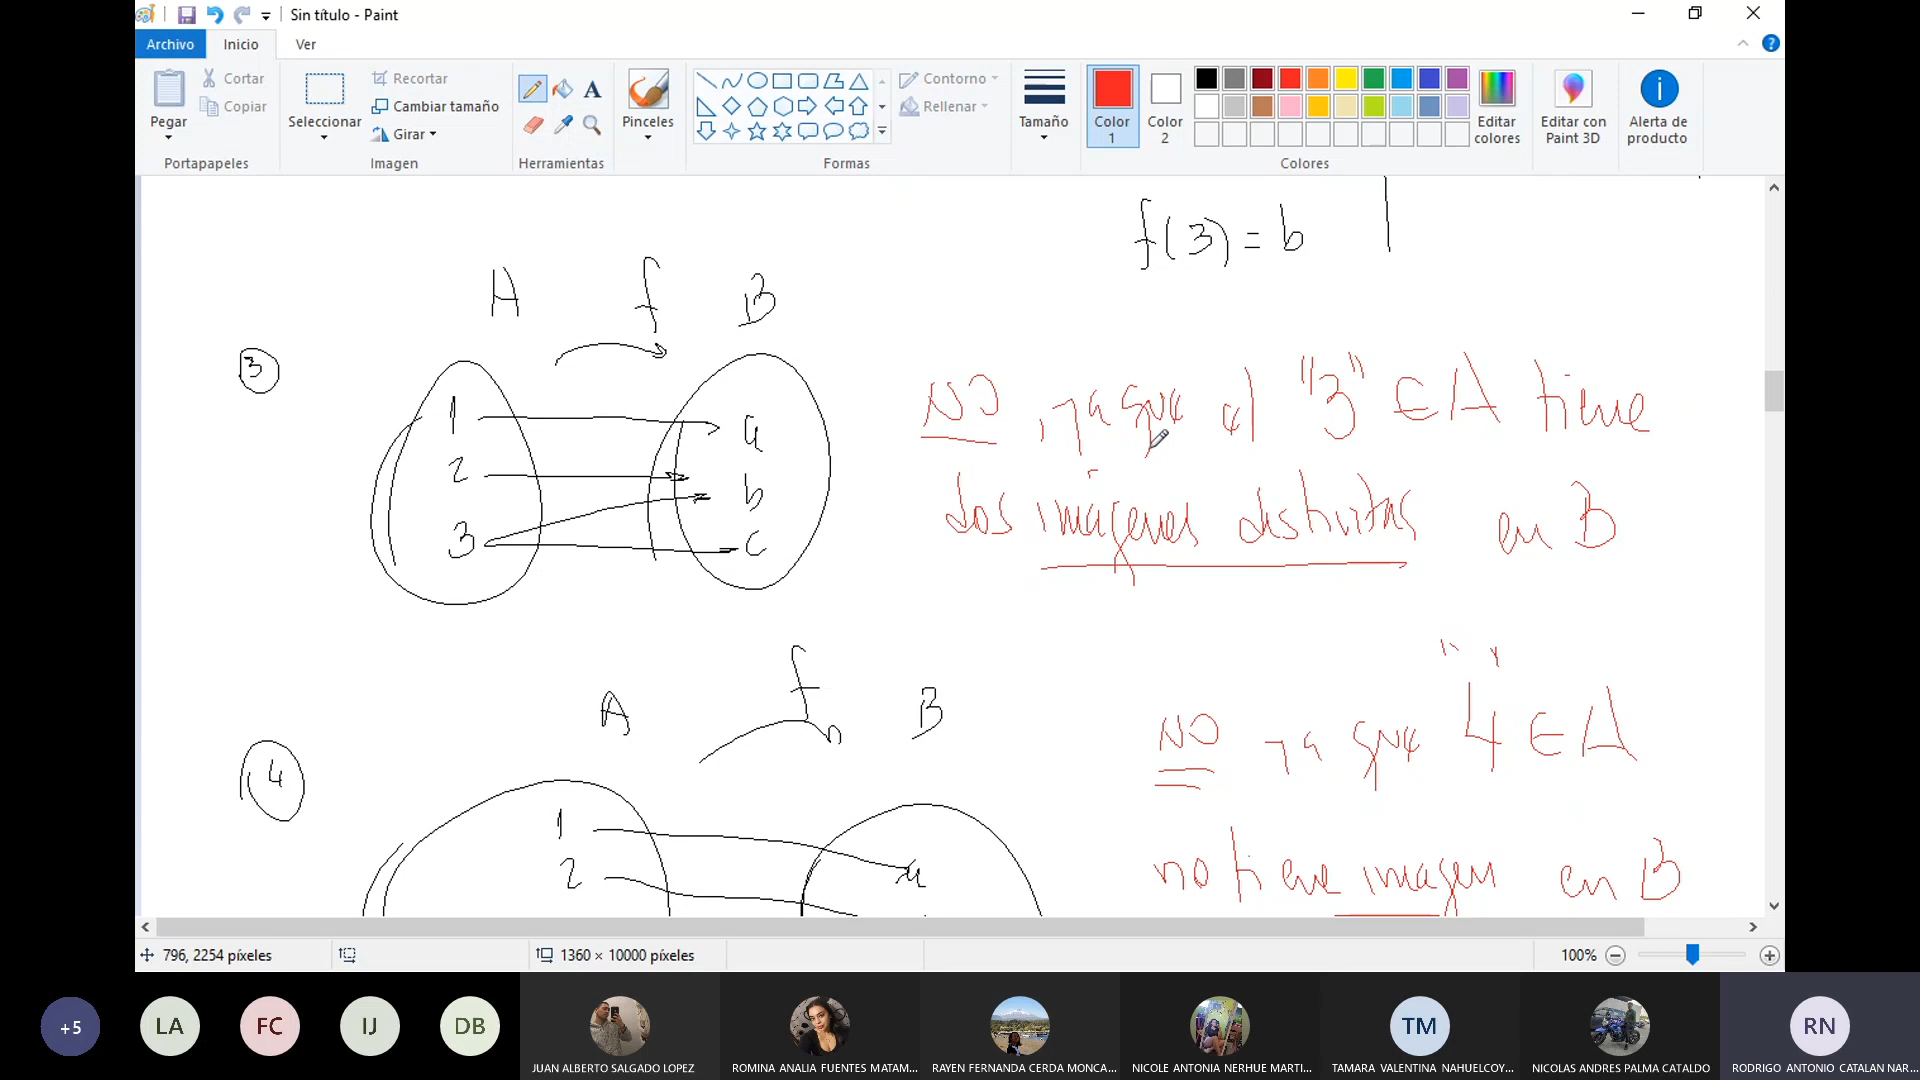 Sin título - Paint
Archivo Inicio Ver
Pegar
Cortar
Copiar
Portapapeles
Seleccionar
Recortar
Cambiar tamaño
Girar
Imagen
A
Herramientas
Pinceles
Contorno
Rellenar
Formas
Tamaño
Color 1
Color 2
Editar colores
Colores
Editar con Paint 3D
Alerta de producto
f(3) = b
A f B
3
1
2
3
a
b
c
NO, ya que el "3" ∈ A tiene
dos imágenes distintas en B
A f B
4
1
2
a
NO ya que "4" ∈ A
no tiene imagen en B
796, 2254 píxeles
1360 × 10000 píxeles
100%
+5 LA FC IJ DB TM RN
JUAN ALBERTO SALGADO LOPEZ
ROMINA ANALIA FUENTES MATAM...
RAYEN FERNANDA CERDA MONCA...
NICOLE ANTONIA NERHUE MARTI...
TAMARA VALENTINA NAHUELCOY...
NICOLAS ANDRES PALMA CATALDO
RODRIGO ANTONIO CATALAN NAR...